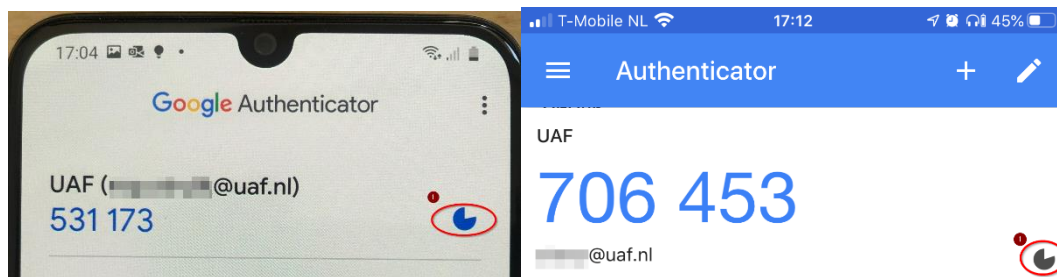 17:04
Google Authenticator
UAF (@uaf.nl)
531 173
T-Mobile NL 17:12 45%
Authenticator
UAF
706 453
@uaf.nl